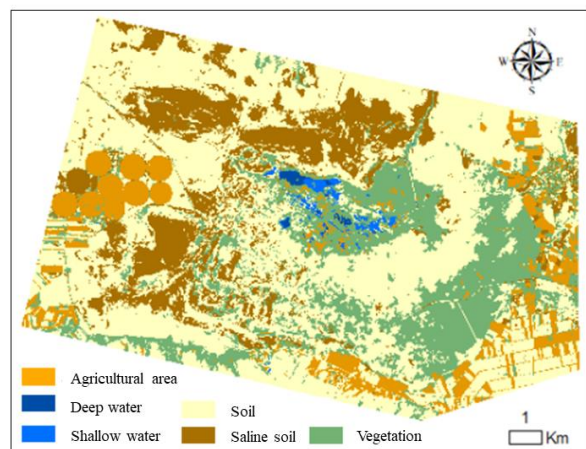 N
W E
S
Agricultural area
Deep water
Soil
Shallow water
Saline soil
Vegetation
1
Km